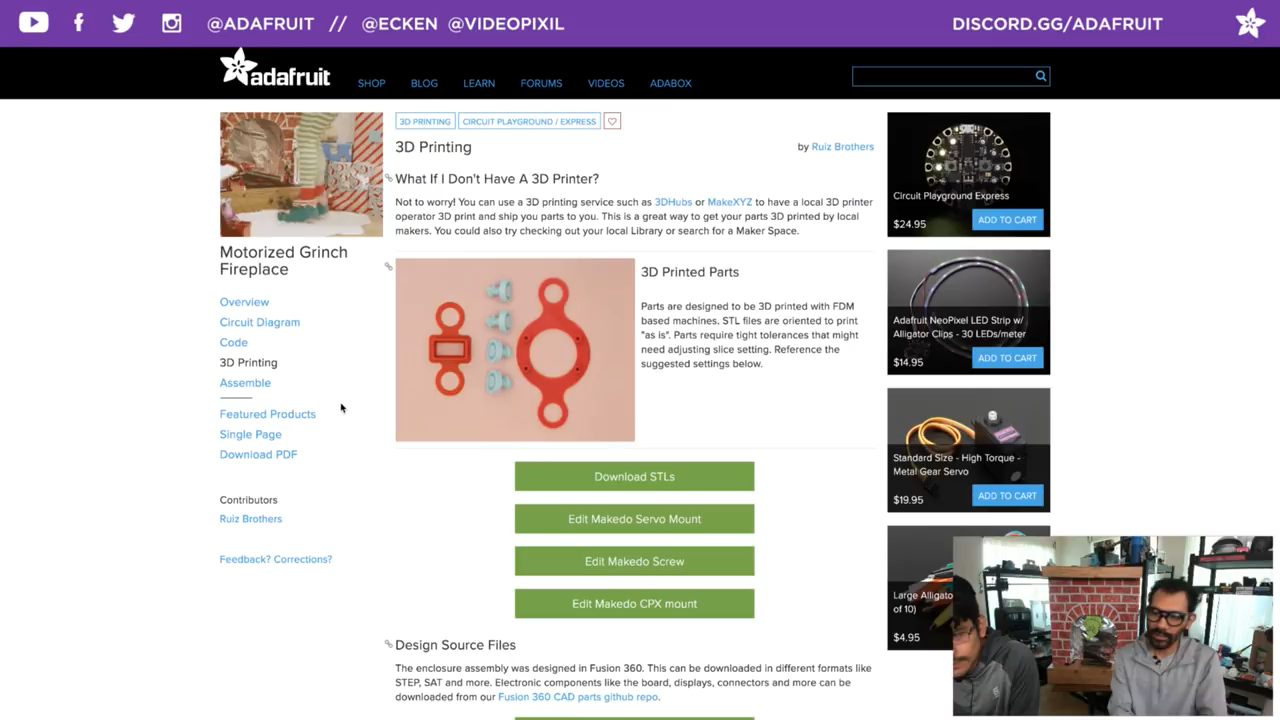 @ADAFRUIT // @ECKEN @VIDEOPIXIL
DISCORD.GG/ADAFRUIT
adafruit
SHOP
BLOG
LEARN
FORUMS
VIDEOS
ADABOX
Motorized Grinch
Fireplace
Overview
Circuit Diagram
Code
3D Printing
Assemble
Featured Products
Single Page
Download PDF
Contributors
Ruiz Brothers
Feedback? Corrections?
3D PRINTING
CIRCUIT PLAYGROUND / EXPRESS
3D Printing
by Ruiz Brothers
What If I Don't Have A 3D Printer?
Not to worry! You can use a 3D printing service such as 3DHubs or MakeXYZ to have a local 3D printer
operator 3D print and ship you parts to you. This is a great way to get your parts 3D printed by local
makers. You could also try checking out your local Library or search for a Maker Space.
3D Printed Parts
Parts are designed to be 3D printed with FDM
based machines. STL files are oriented to print
"as is". Parts require tight tolerances that might
need adjusting slice setting. Reference the
suggested settings below.
Download STLs
Edit Makedo Servo Mount
Edit Makedo Screw
Edit Makedo CPX mount
Design Source Files
The enclosure assembly was designed in Fusion 360. This can be downloaded in different formats like
STEP, SAT and more. Electronic components like the board, displays, connectors and more can be
downloaded from our Fusion 360 CAD parts github repo.
Circuit Playground Express
$24.95
ADD TO CART
Adafruit NeoPixel LED Strip w/
Alligator Clips - 30 LEDs/meter
$14.95
ADD TO CART
Standard Size - High Torque -
Metal Gear Servo
$19.95
ADD TO CART
Large Alligato
of 10)
$4.95